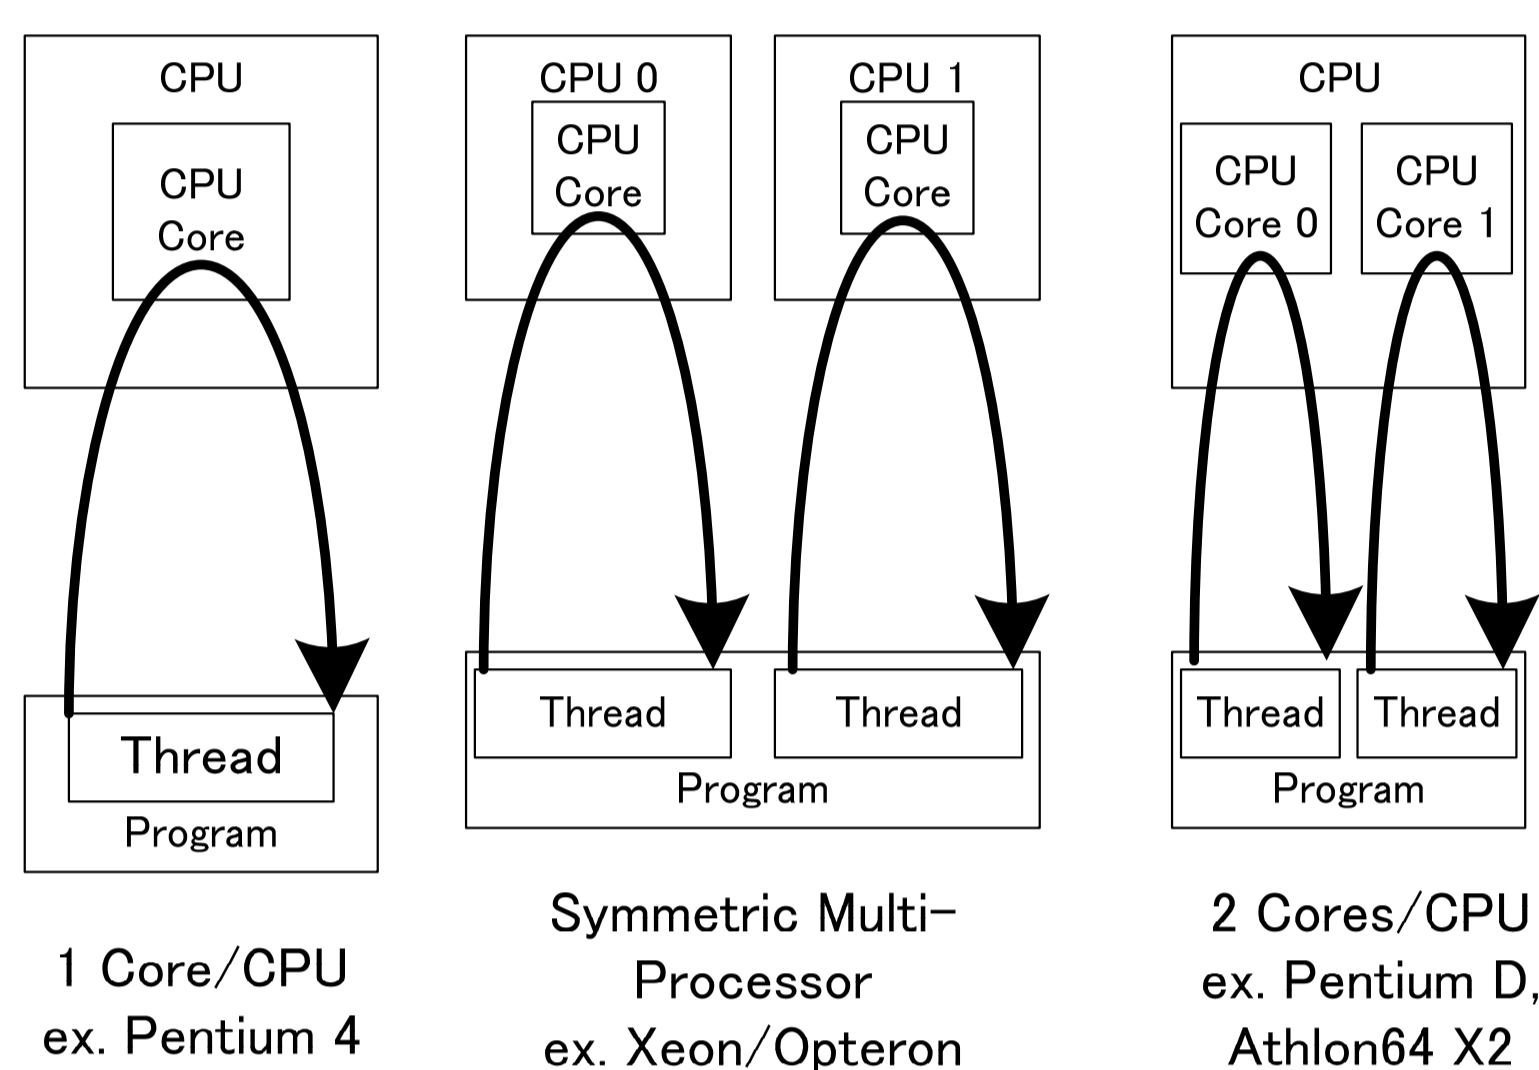 CPU
CPU
Core
Thread
Program
1 Core/CPU
ex. Pentium 4
CPU 0
CPU
Core
CPU 1
CPU
Core
Thread
Thread
Program
Symmetric Multi-
Processor
ex. Xeon/Opteron
CPU
CPU
Core 0
CPU
Core 1
Thread
Thread
Program
2 Cores/CPU
ex. Pentium D,
Athlon64 X2